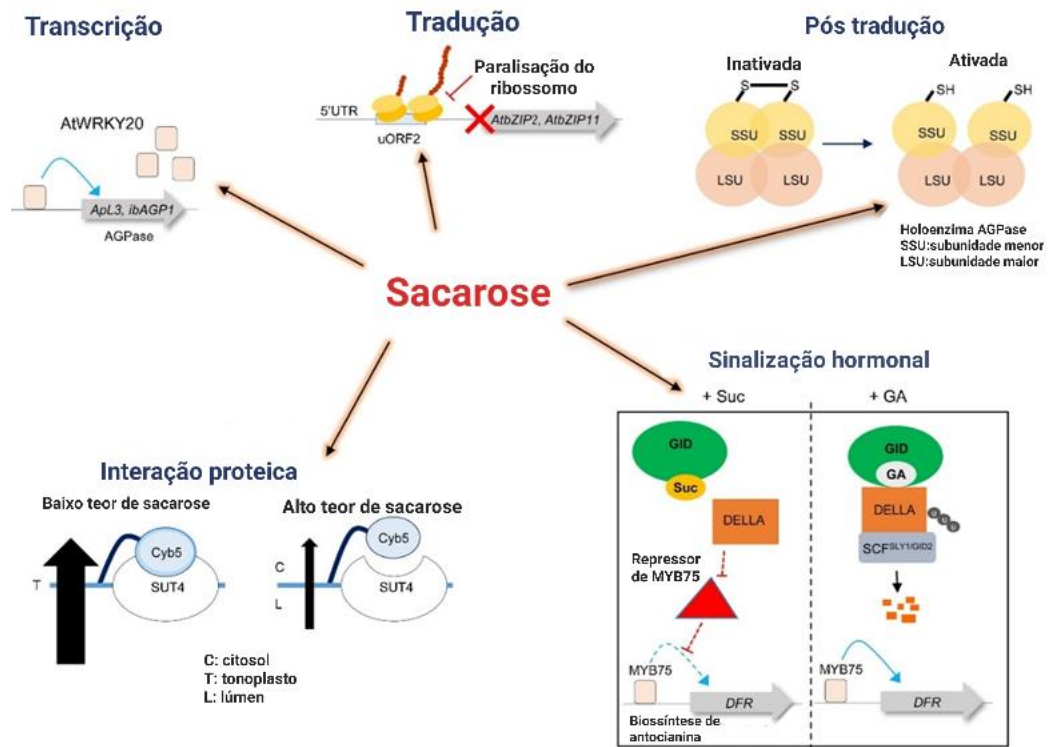 Transcrição
AtWRKY20
ApL3, ibAGP1
AGPase
Tradução
Paralisação do
ribossomo
5'UTR
uORF2
AtbZIP2, AtbZIP11
Pós tradução
Inativada
Ativada
S S
SH SH
SSU SSU
SSU SSU
LSU LSU
LSU LSU
Holoenzima AGPase
SSU:subunidade menor
LSU:subunidade maior
Sacarose
Interação proteica
Baixo teor de sacarose
Alto teor de sacarose
Cyb5
SUT4
T
Cyb5
SUT4
C
L
C: citosol
T: tonoplasto
L: lúmen
Sinalização hormonal
+ Suc
+ GA
GID
Suc
DELLA
Repressor
de MYB75
MYB75
DFR
Biossíntese de
antocianina
GID
GA
DELLA
U U U
SCFSLY1/GID2
MYB75
DFR